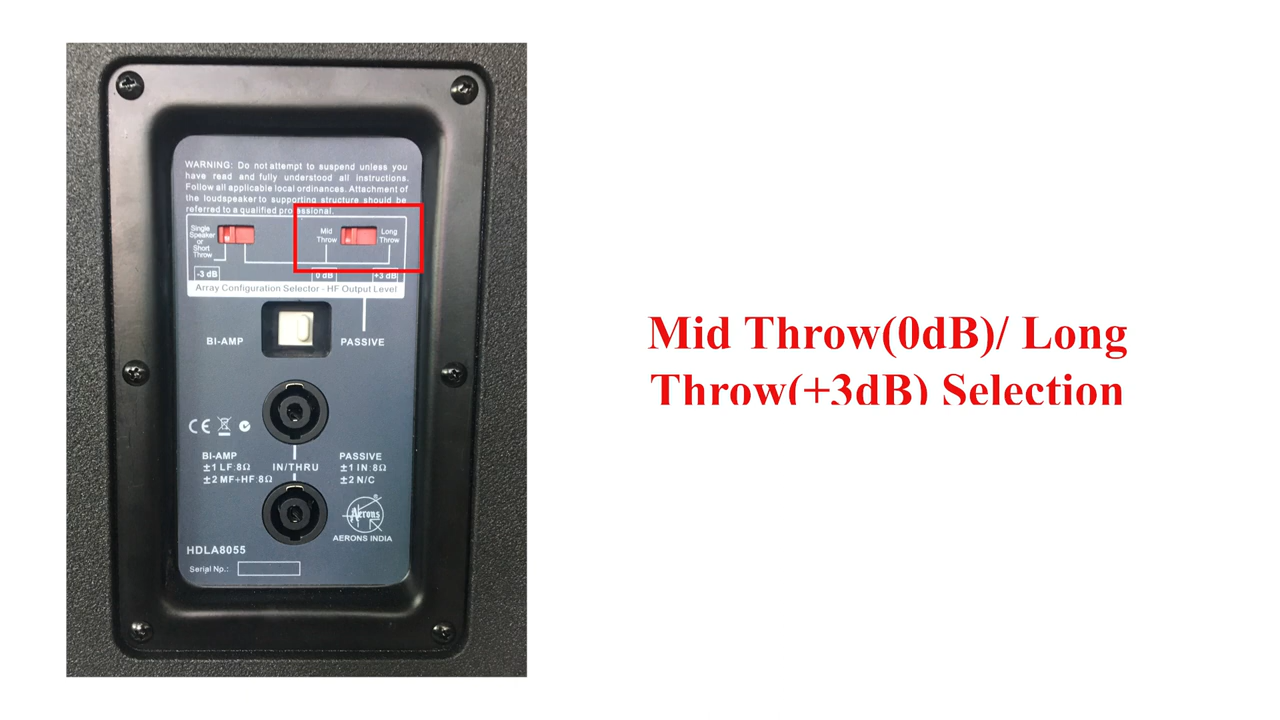 WARNING: Do not attempt to suspend unless you
have read and fully understood all instructions.
Follow all applicable local ordinances. Attachment of
the loudspeaker to supporting structure should be
referred to a qualified professional.
Single
Speaker
or
Short
Throw
Mid
Throw
Long
Throw
-3 dB
0 dB
+3 dB
Array Configuration Selector - HF Output Level
BI-AMP
PASSIVE
CE
BI-AMP
±1 LF:8Ω
±2 MF+HF:8Ω
IN/THRU
PASSIVE
±1 IN:8Ω
±2 N/C
Aerons
®
AERONS INDIA
HDLA8055
Serial Np.:
Mid Throw(0dB)/ Long
Throw(+3dB) Selection